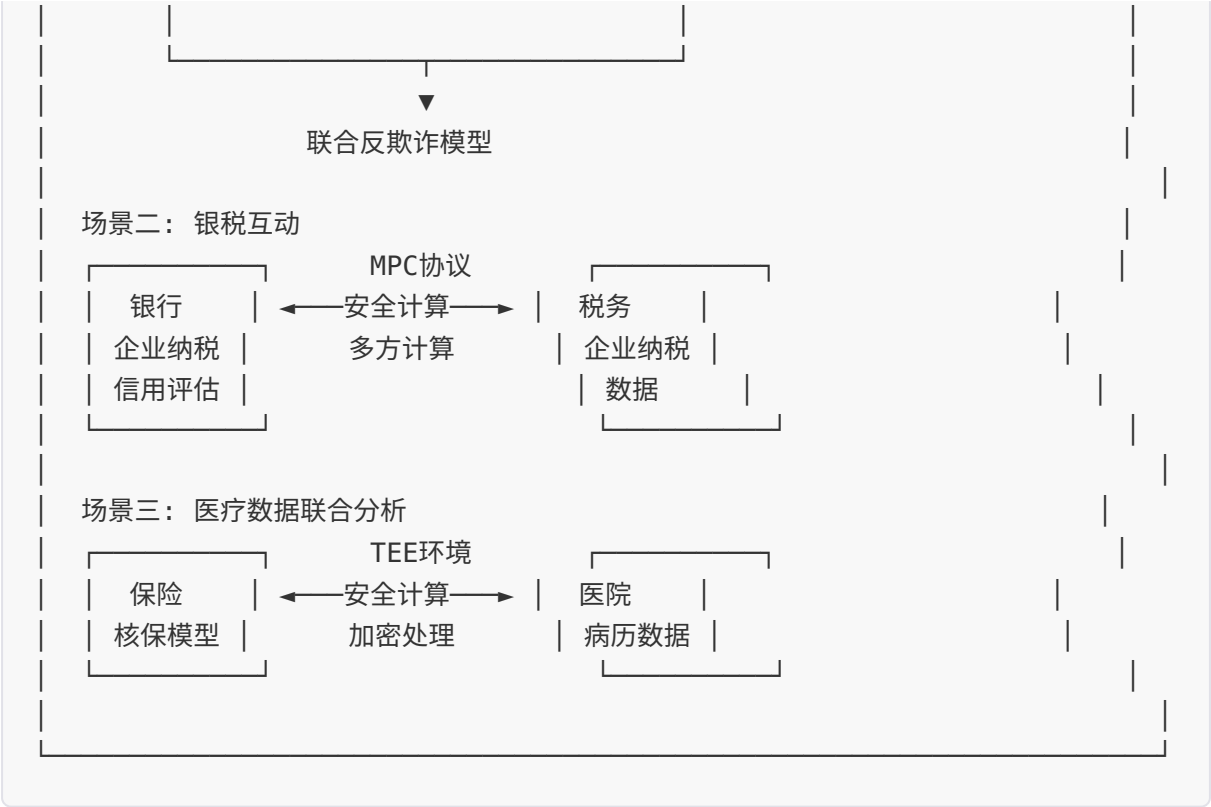 联合反欺诈模型
场景二: 银税互动
MPC协议
银行 安全计算 税务
企业纳税 多方计算 企业纳税
信用评估 数据
场景三: 医疗数据联合分析
TEE环境
保险 安全计算 医院
核保模型 加密处理 病历数据